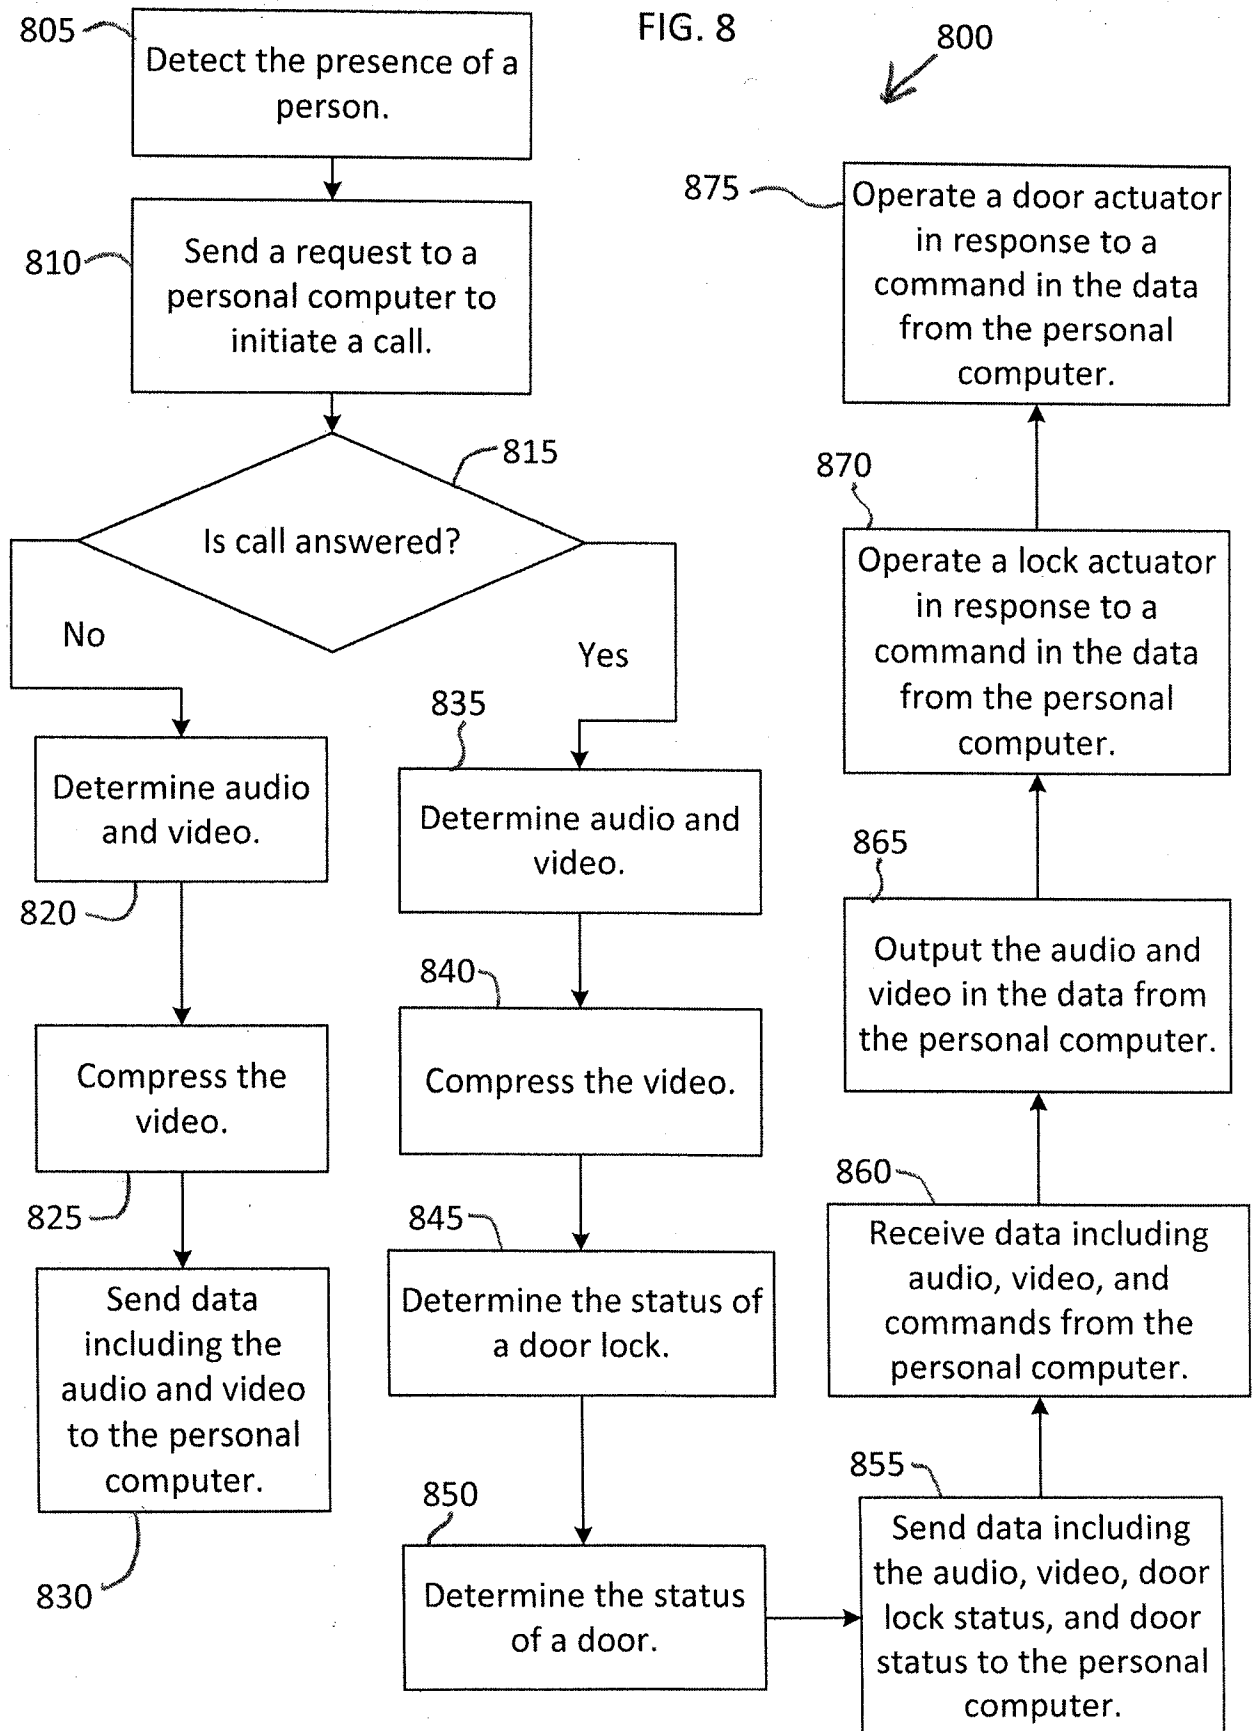 FIG. 8
800
805
Detect the presence of a
person.
810
Send a request to a
personal computer to
initiate a call.
815
Is call answered?
No
Yes
820
Determine audio
and video.
825
Compress the
video.
830
Send data
including the
audio and video
to the personal
computer.
835
Determine audio and
video.
840
Compress the video.
845
Determine the status of
a door lock.
850
Determine the status
of a door.
855
Send data including
the audio, video, door
lock status, and door
status to the personal
computer.
860
Receive data including
audio, video, and
commands from the
personal computer.
865
Output the audio and
video in the data from
the personal computer.
870
Operate a lock actuator
in response to a
command in the data
from the personal
computer.
875
Operate a door actuator
in response to a
command in the data
from the personal
computer.